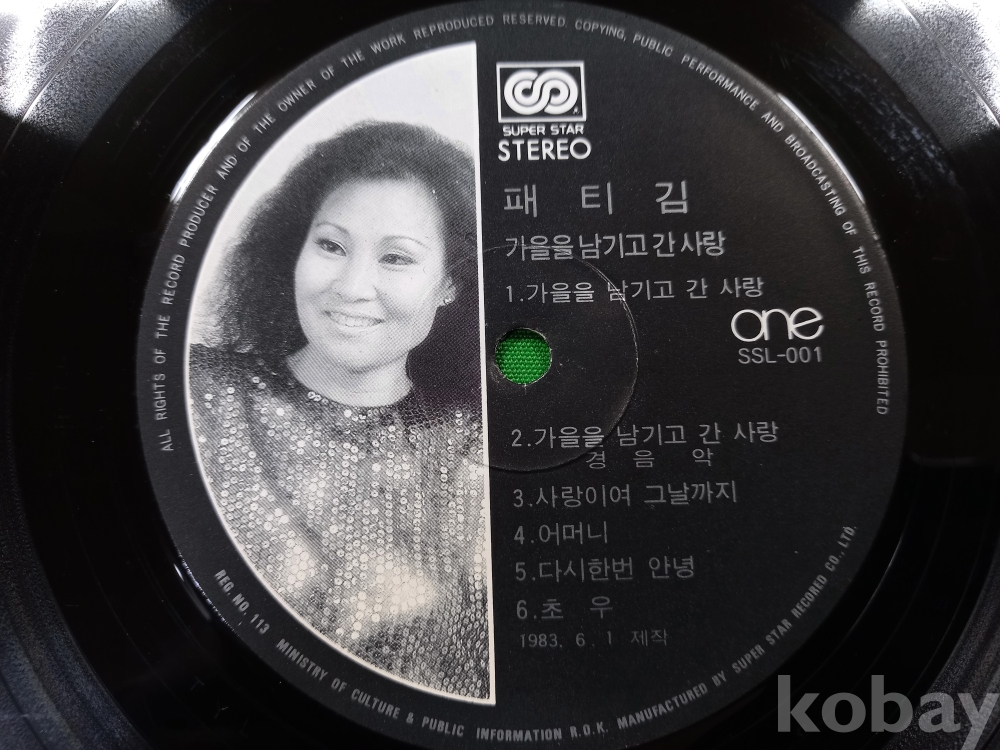 ALL RIGHTS OF THE RECORD PRODUCER AND OF THE OWNER OF THE WORK REPRODUCED RESERVED COPYING, PUBLIC PERFORMANCE AND BROADCASTING OF THIS RECORD PROHIBITED
SUPER STAR
STEREO
패 티 김
가을을 남기고 간 사랑
1.가을을 남기고 간 사랑
one
SSL-001
2.가을을 남기고 간 사랑
경 음 악
3.사랑이여 그날까지
4.어머니
5.다시한번 안녕
6.초 우
1983. 6. 1 제작
REG. NO. 113 MINISTRY OF CULTURE & PUBLIC INFORMATION R.O.K. MANUFACTURED BY SUPER STAR RECORED CO., LTD.
kobay